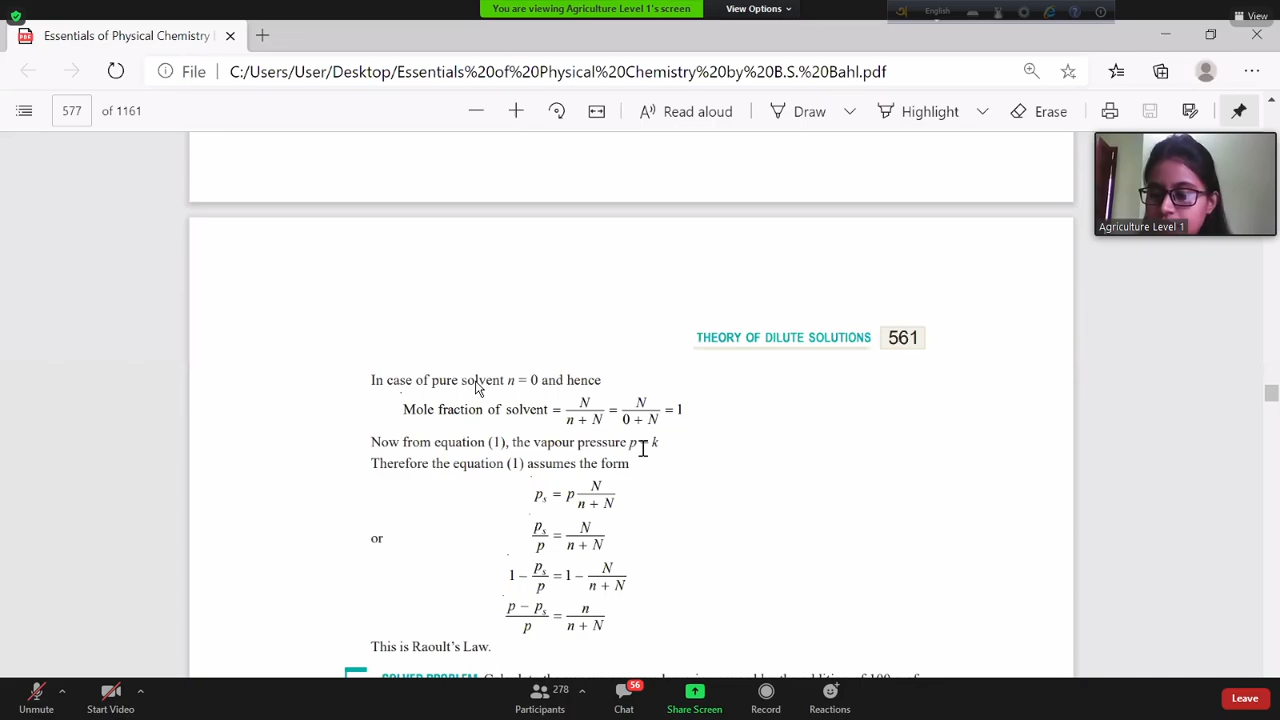 You are viewing Agriculture Level 1's screen
View Options
English
View
Essentials of Physical Chemistry
File
C:/Users/User/Desktop/Essentials%20of%20Physical%20Chemistry%20by%20B.S.%20Bahl.pdf
577 of 1161
Read aloud
Draw
Highlight
Erase
Agriculture Level 1
THEORY OF DILUTE SOLUTIONS 561
In case of pure solvent n = 0 and hence
Mole fraction of solvent = N/(n + N) = N/(0 + N) = 1
Now from equation (1), the vapour pressure p k
Therefore the equation (1) assumes the form
pₛ = p N/(n + N)
or pₛ/p = N/(n + N)
1 – pₛ/p = 1 – N/(n + N)
(p – pₛ)/p = n/(n + N)
This is Raoult's Law.
SOLVED PROBLEM
Unmute
Start Video
278
Participants
56
Chat
Share Screen
Record
Reactions
Leave